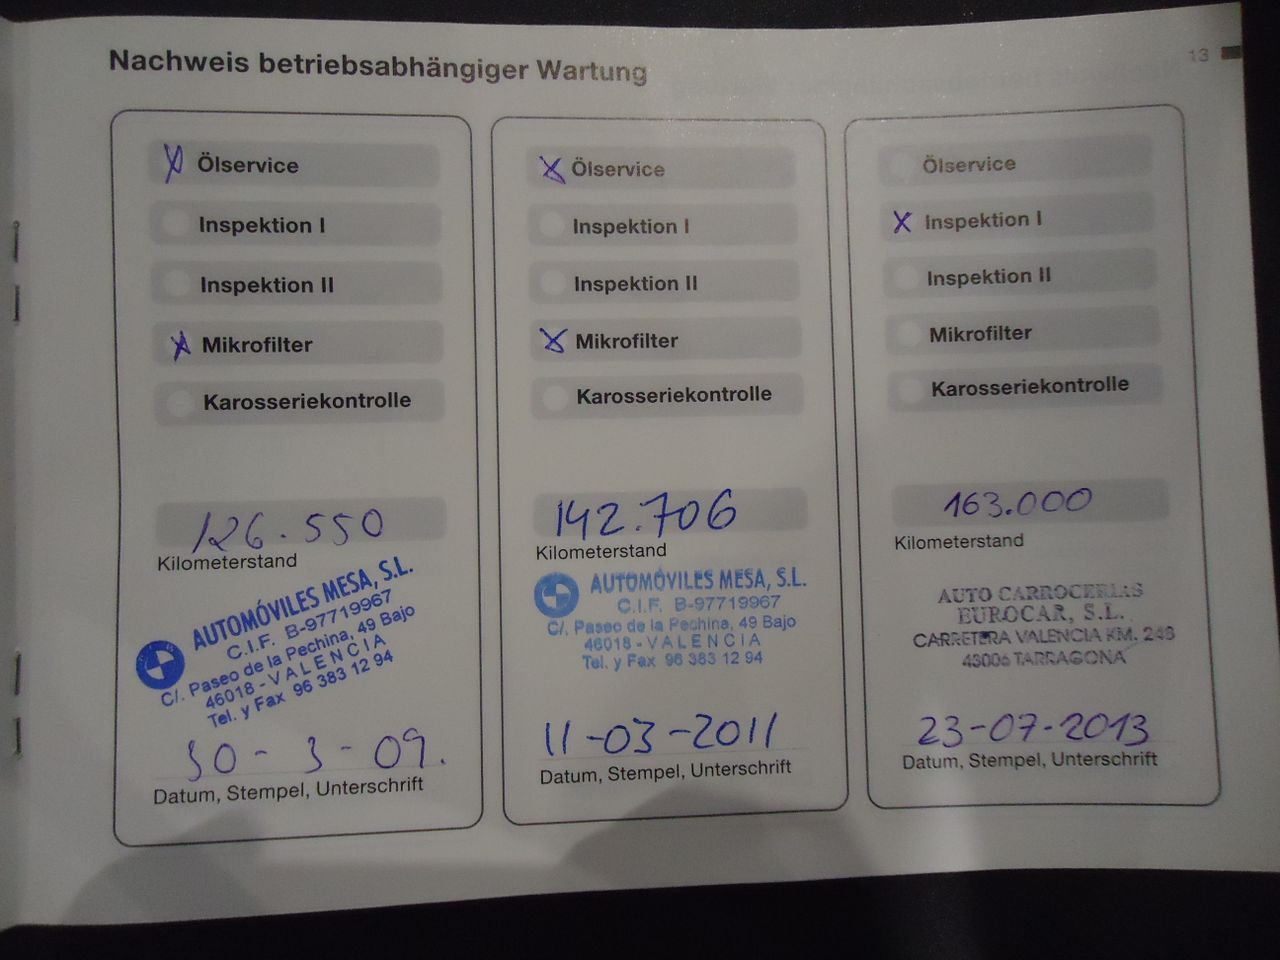 Nachweis betriebsabhängiger Wartung
13
Ölservice
Inspektion I
Inspektion II
Mikrofilter
Karosseriekontrolle
126.550
Kilometerstand
AUTOMÓVILES MESA, S.L.
C.I.F. B-97719967
C/. Paseo de la Pechina, 49 Bajo
46018 - VALENCIA
Tel. y Fax 96 383 12 94
30-3-09.
Datum, Stempel, Unterschrift
Ölservice
Inspektion I
Inspektion II
Mikrofilter
Karosseriekontrolle
142.706
Kilometerstand
AUTOMÓVILES MESA, S.L.
C.I.F. B-97719967
C/. Paseo de la Pechina, 49 Bajo
46018 - VALENCIA
Tel. y Fax 96 383 12 94
11-03-2011
Datum, Stempel, Unterschrift
Ölservice
Inspektion I
Inspektion II
Mikrofilter
Karosseriekontrolle
163.000
Kilometerstand
AUTO CARROCERIAS
EUROCAR, S.L.
CARRETERA VALENCIA KM. 248
43006 TARRAGONA
23-07-2013
Datum, Stempel, Unterschrift